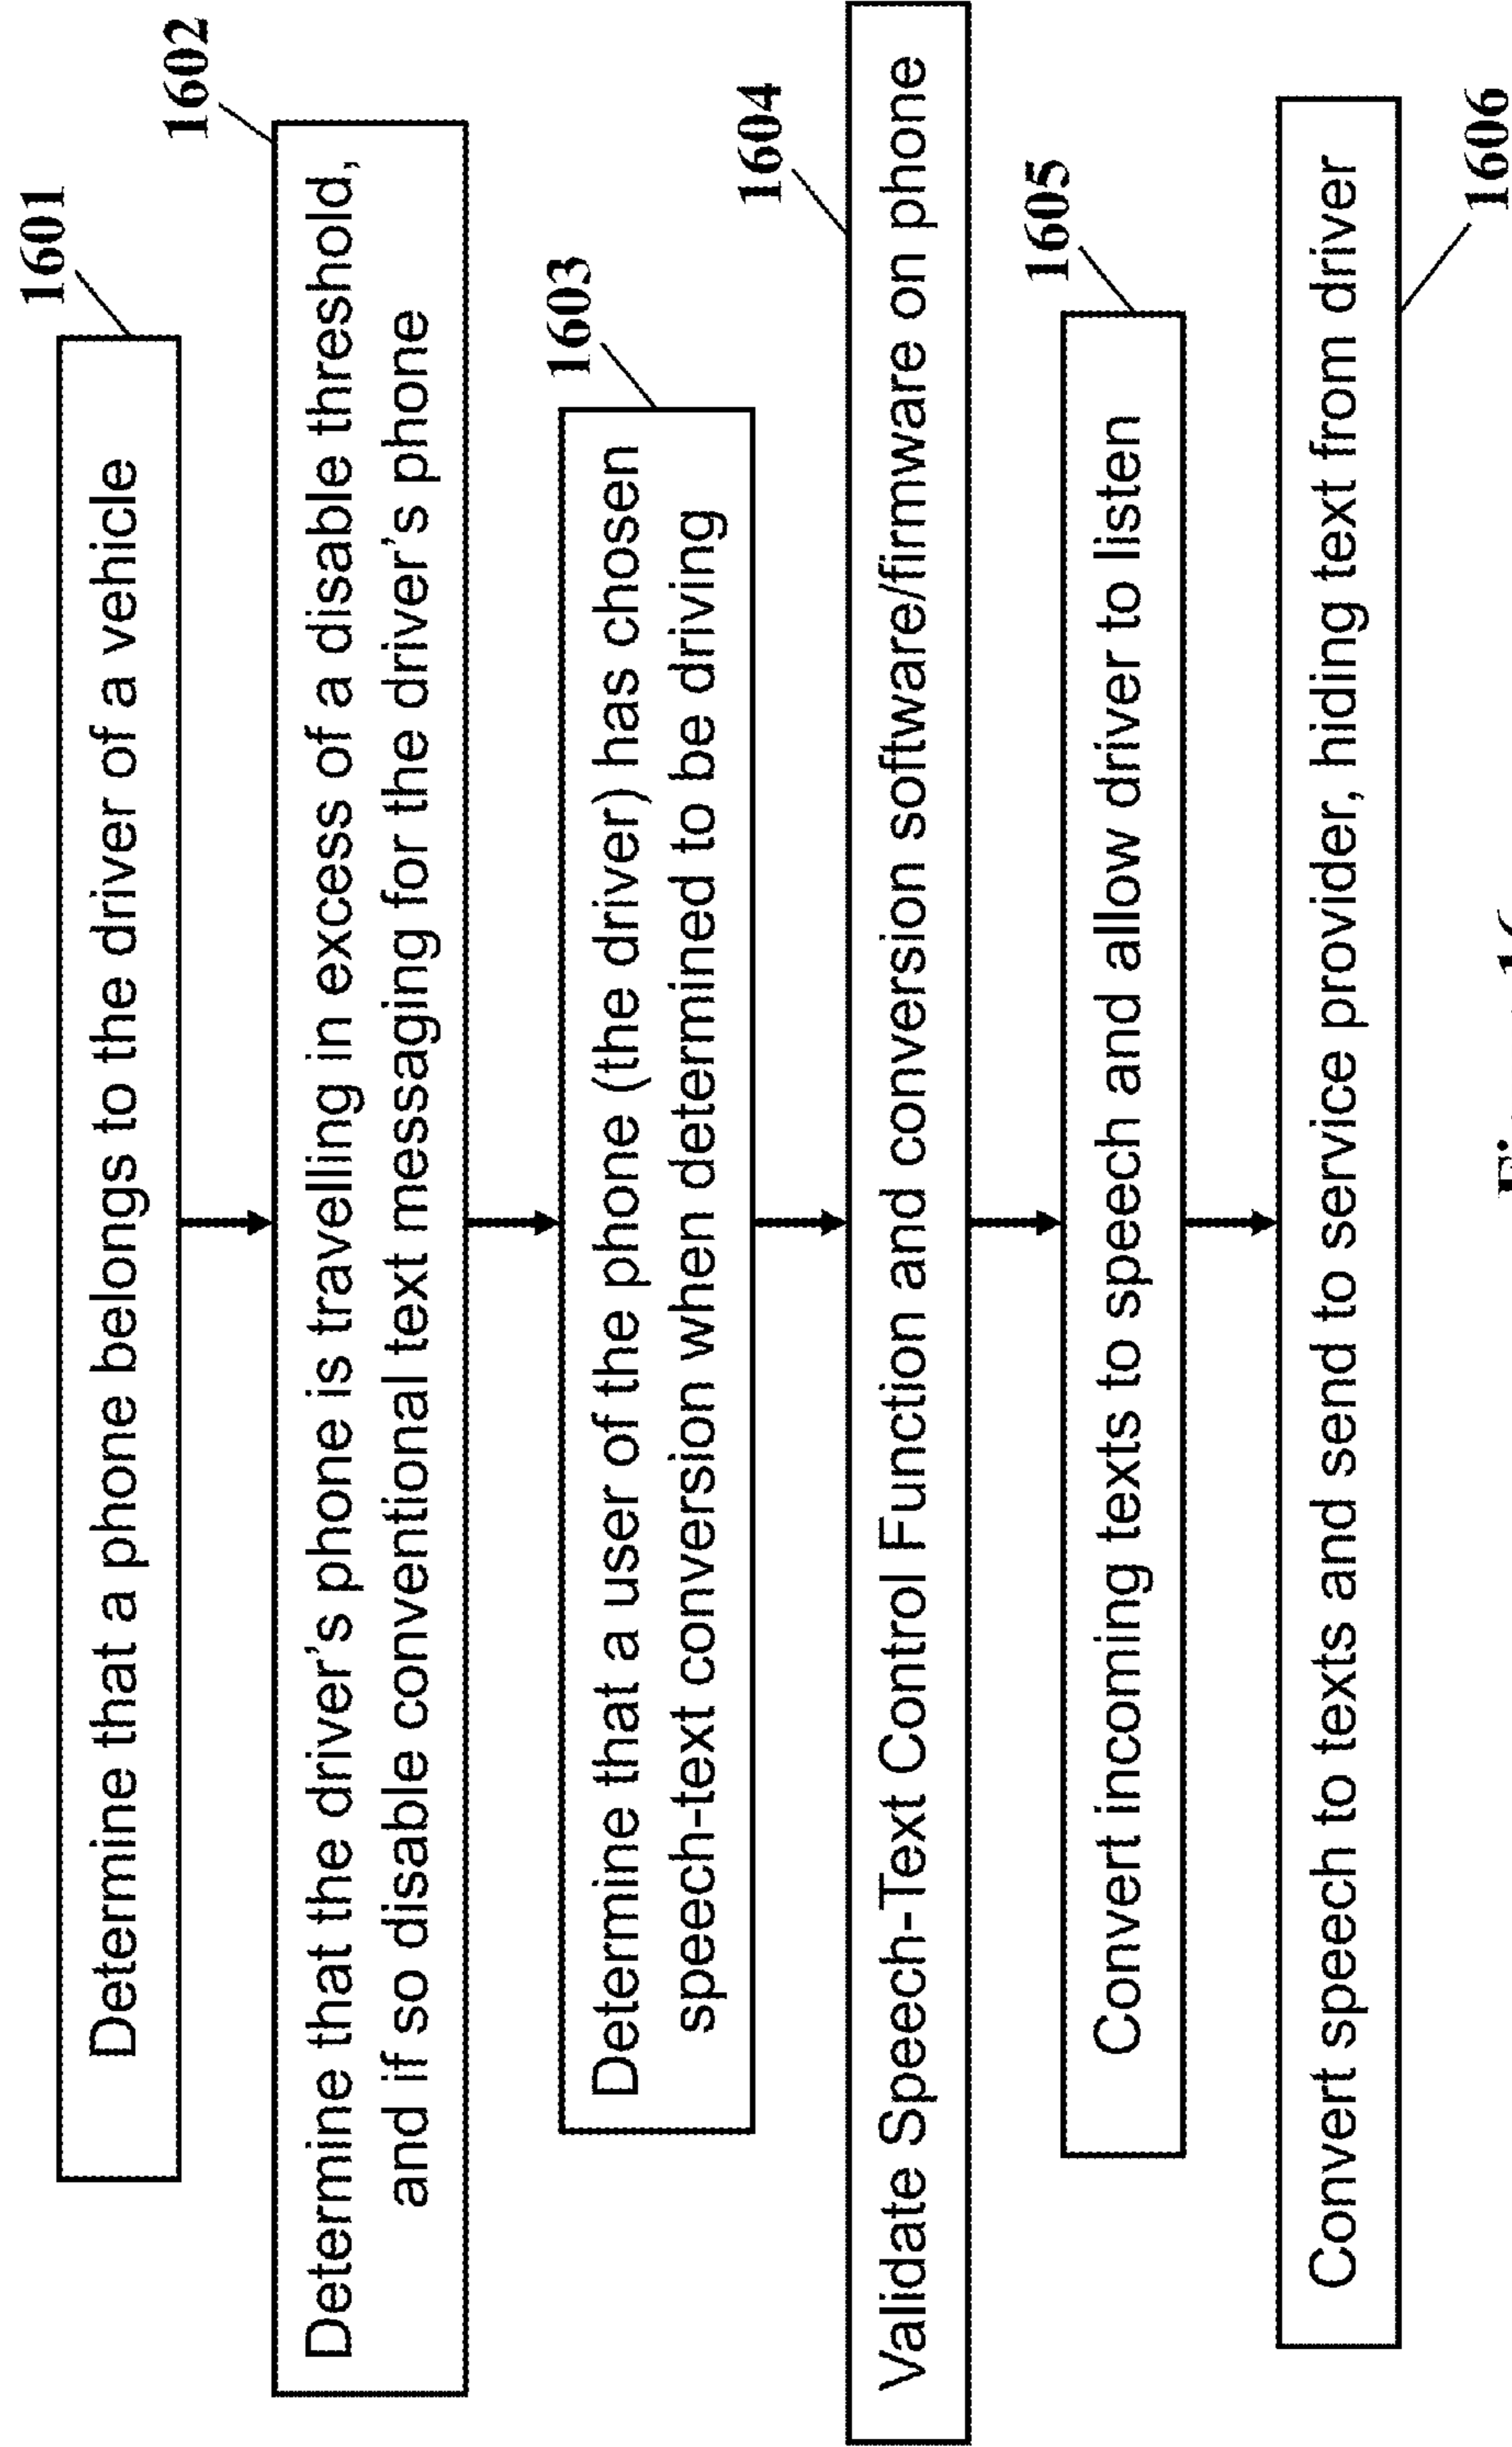 1601
Determine that a phone belongs to the driver of a vehicle
1602
Determine that the driver's phone is travelling in excess of a disable threshold,
and if so disable conventional text messaging for the driver's phone
1603
Determine that a user of the phone (the driver) has chosen
speech-text conversion when determined to be driving
1604
Validate Speech-Text Control Function and conversion software/firmware on phone
1605
Convert incoming texts to speech and allow driver to listen
Convert speech to texts and send to service provider, hiding text from driver
1606